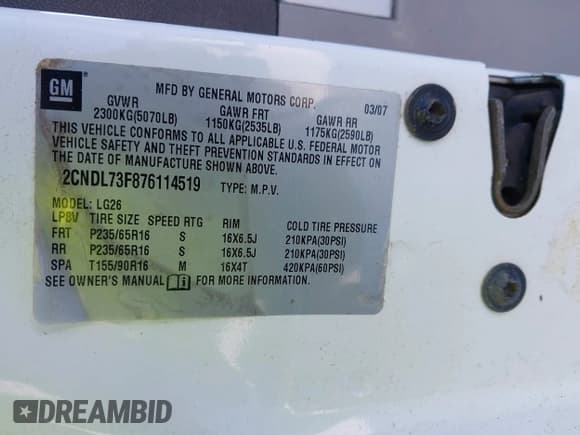 GM
MFD BY GENERAL MOTORS CORP. 03/07
GVWR GAWR FRT GAWR RR
2300KG(5070LB) 1150KG(2535LB) 1175KG(2590LB)
THIS VEHICLE CONFORMS TO ALL APPLICABLE U.S. FEDERAL MOTOR
VEHICLE SAFETY AND THEFT PREVENTION STANDARDS IN EFFECT ON
THE DATE OF MANUFACTURE SHOWN ABOVE.
2CNDL73F876114519 TYPE: M.P.V.
MODEL: LG26
LPBV TIRE SIZE SPEED RTG RIM COLD TIRE PRESSURE
FRT P235/65R16 S 16X6.5J 210KPA(30PSI)
RR P235/65R16 S 16X6.5J 210KPA(30PSI)
SPA T155/90R16 M 16X4T 420KPA(60PSI)
SEE OWNER'S MANUAL i FOR MORE INFORMATION.
DREAMBID